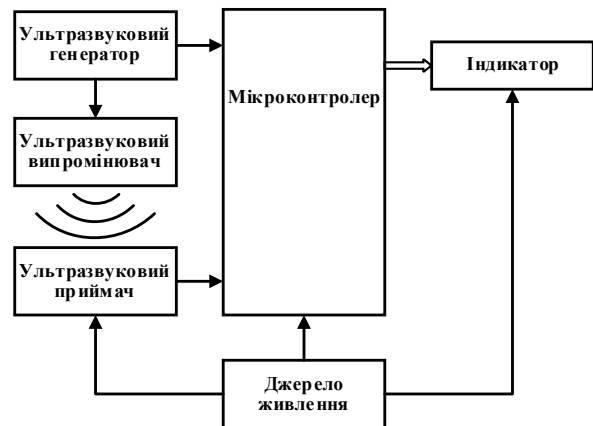 Ультразвуковий
генератор
Мікроконтролер
Індикатор
Ультразвуковий
випромінювач
Ультразвуковий
приймач
Джерело
живлення